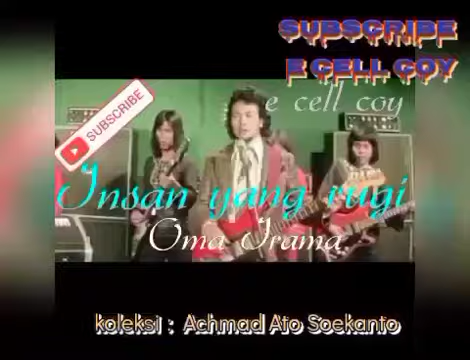 SUBSCRIBE
E CELL COY
e cell coy
SUBSCRIBE
Insan yang rugi
Oma Irama
koleksi : Achmad Ato Soekanto